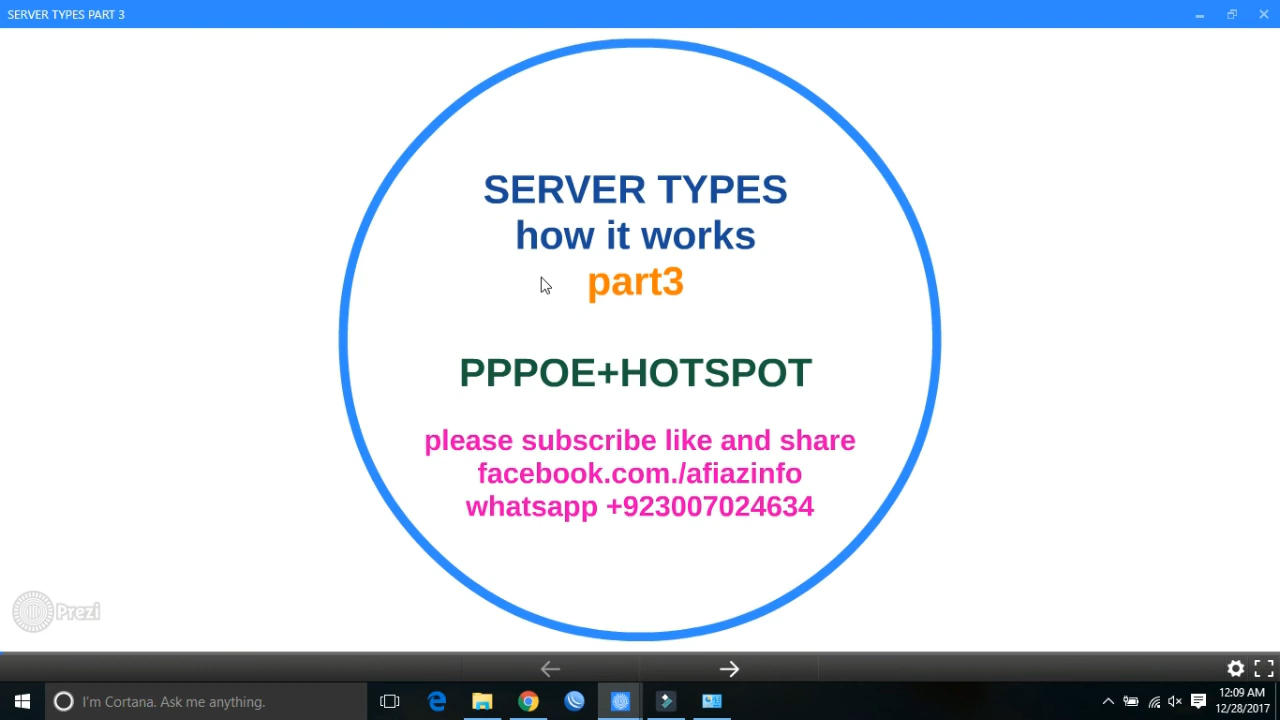 SERVER TYPES PART 3
SERVER TYPES
how it works
part3
PPPOE+HOTSPOT
please subscribe like and share
facebook.com./afiazinfo
whatsapp +923007024634
Prezi
I'm Cortana. Ask me anything.
12:09 AM
12/28/2017